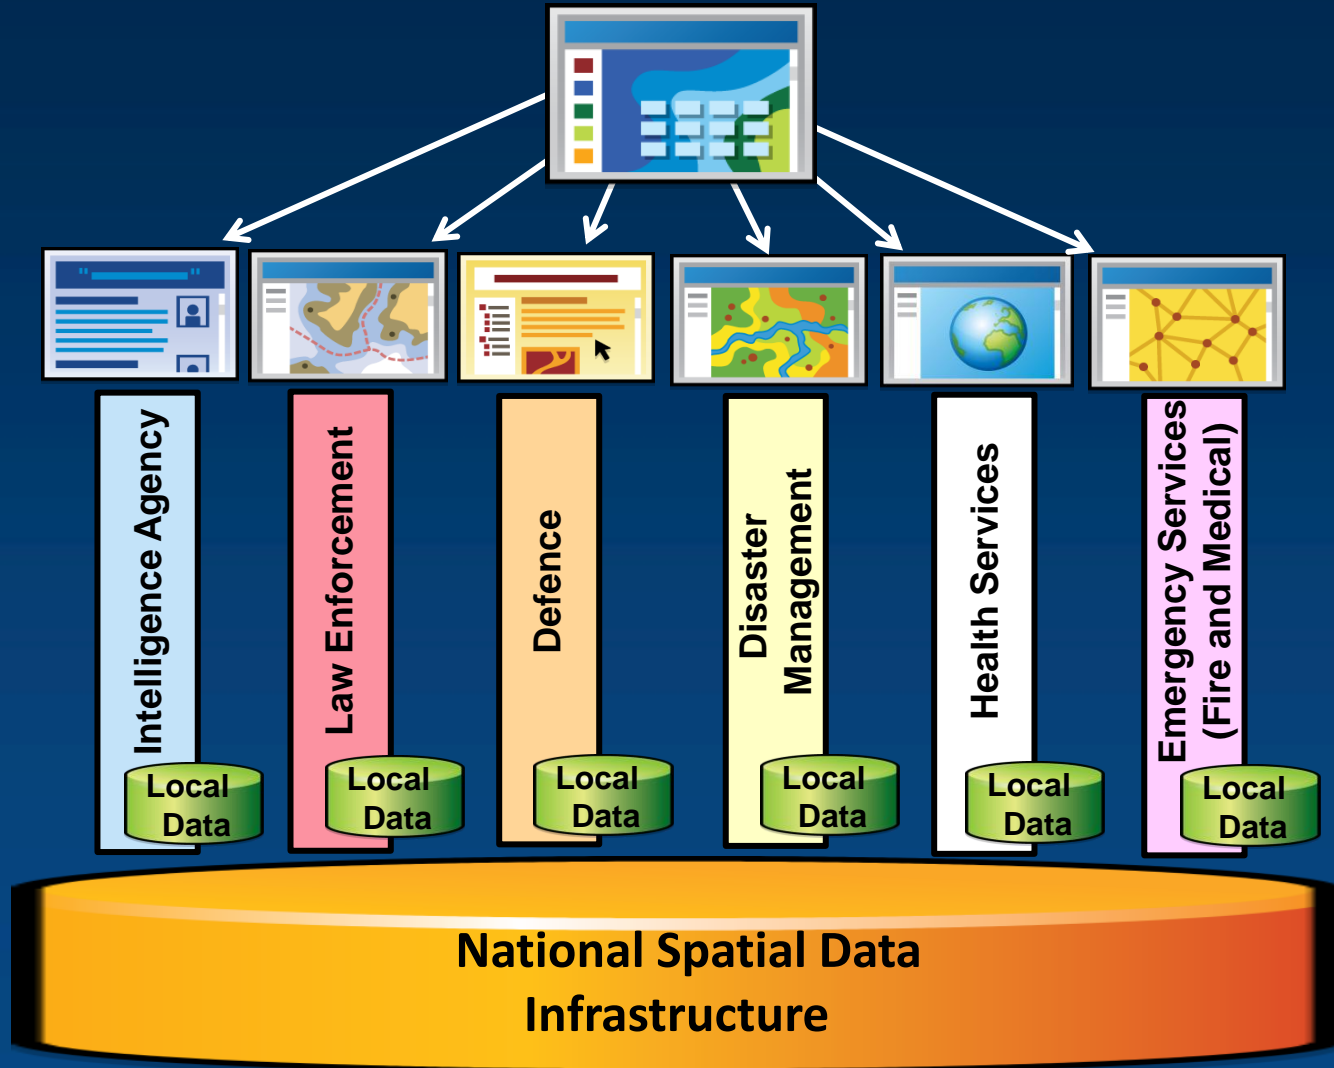 Intelligence Agency
Law Enforcement
Defence
Disaster
Management
Health Services
Emergency Services
(Fire and Medical)
Local
Data
Local
Data
Local
Data
Local
Data
Local
Data
Local
Data
National Spatial Data
Infrastructure